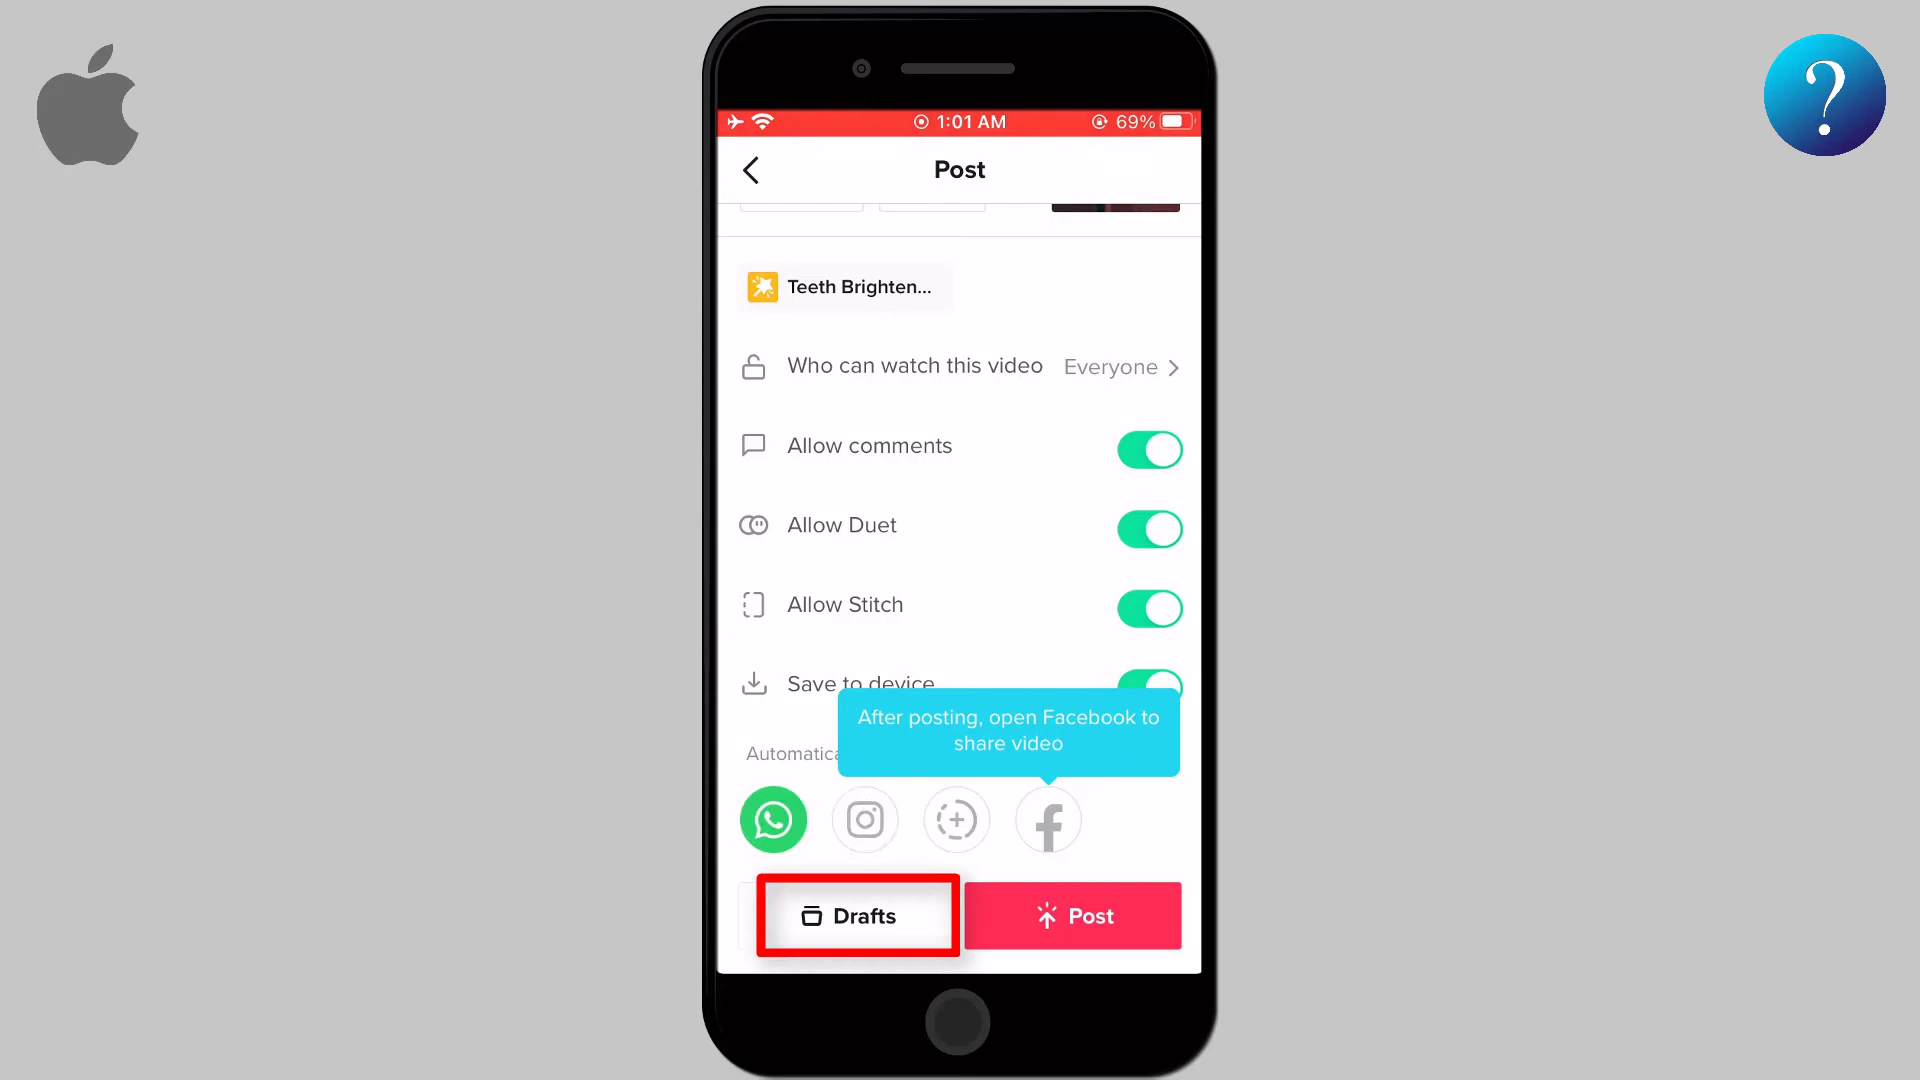 ?
1:01 AM
69%
Post
Teeth Brighten...
Who can watch this video Everyone
Allow comments
Allow Duet
Allow Stitch
Save to device
After posting, open Facebook to
share video
Automatica
Drafts
Post